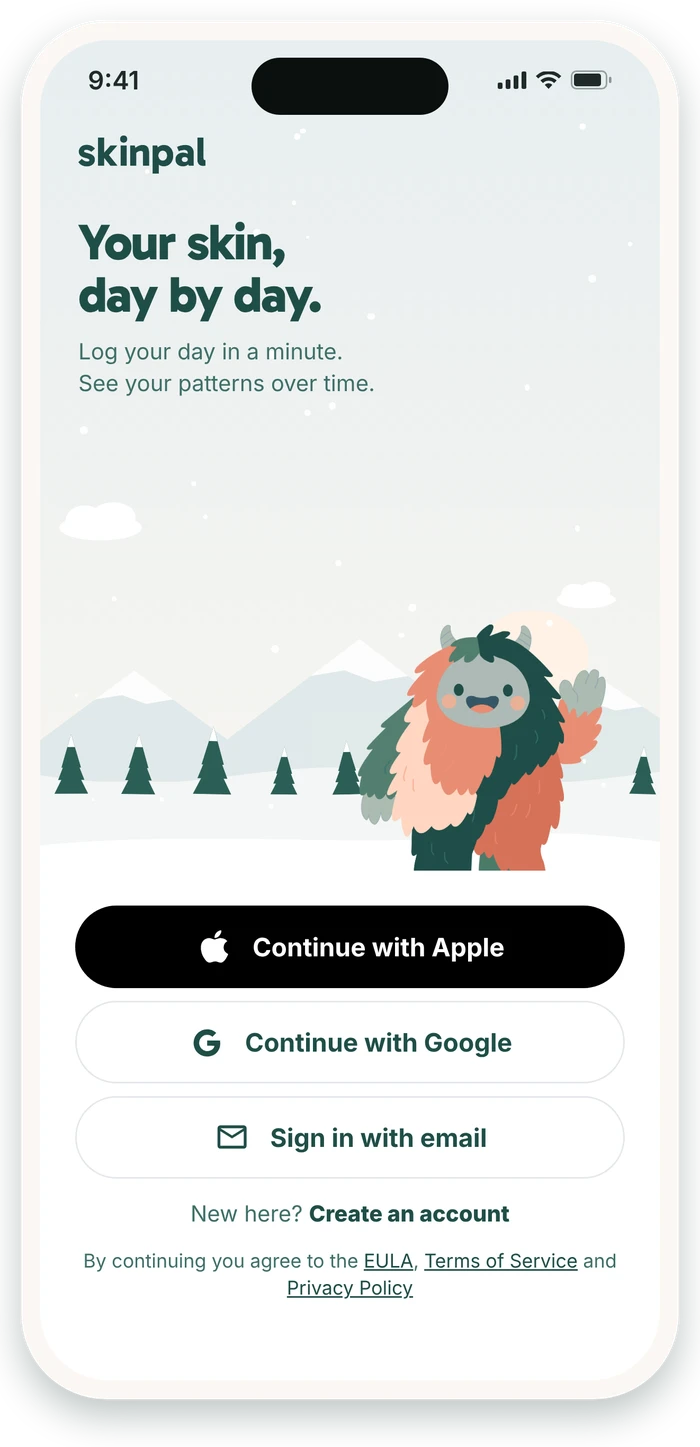 9:41
skinpal
Your skin,
day by day.
Log your day in a minute.
See your patterns over time.
Continue with Apple
Continue with Google
Sign in with email
New here? Create an account
By continuing you agree to the EULA, Terms of Service and
Privacy Policy